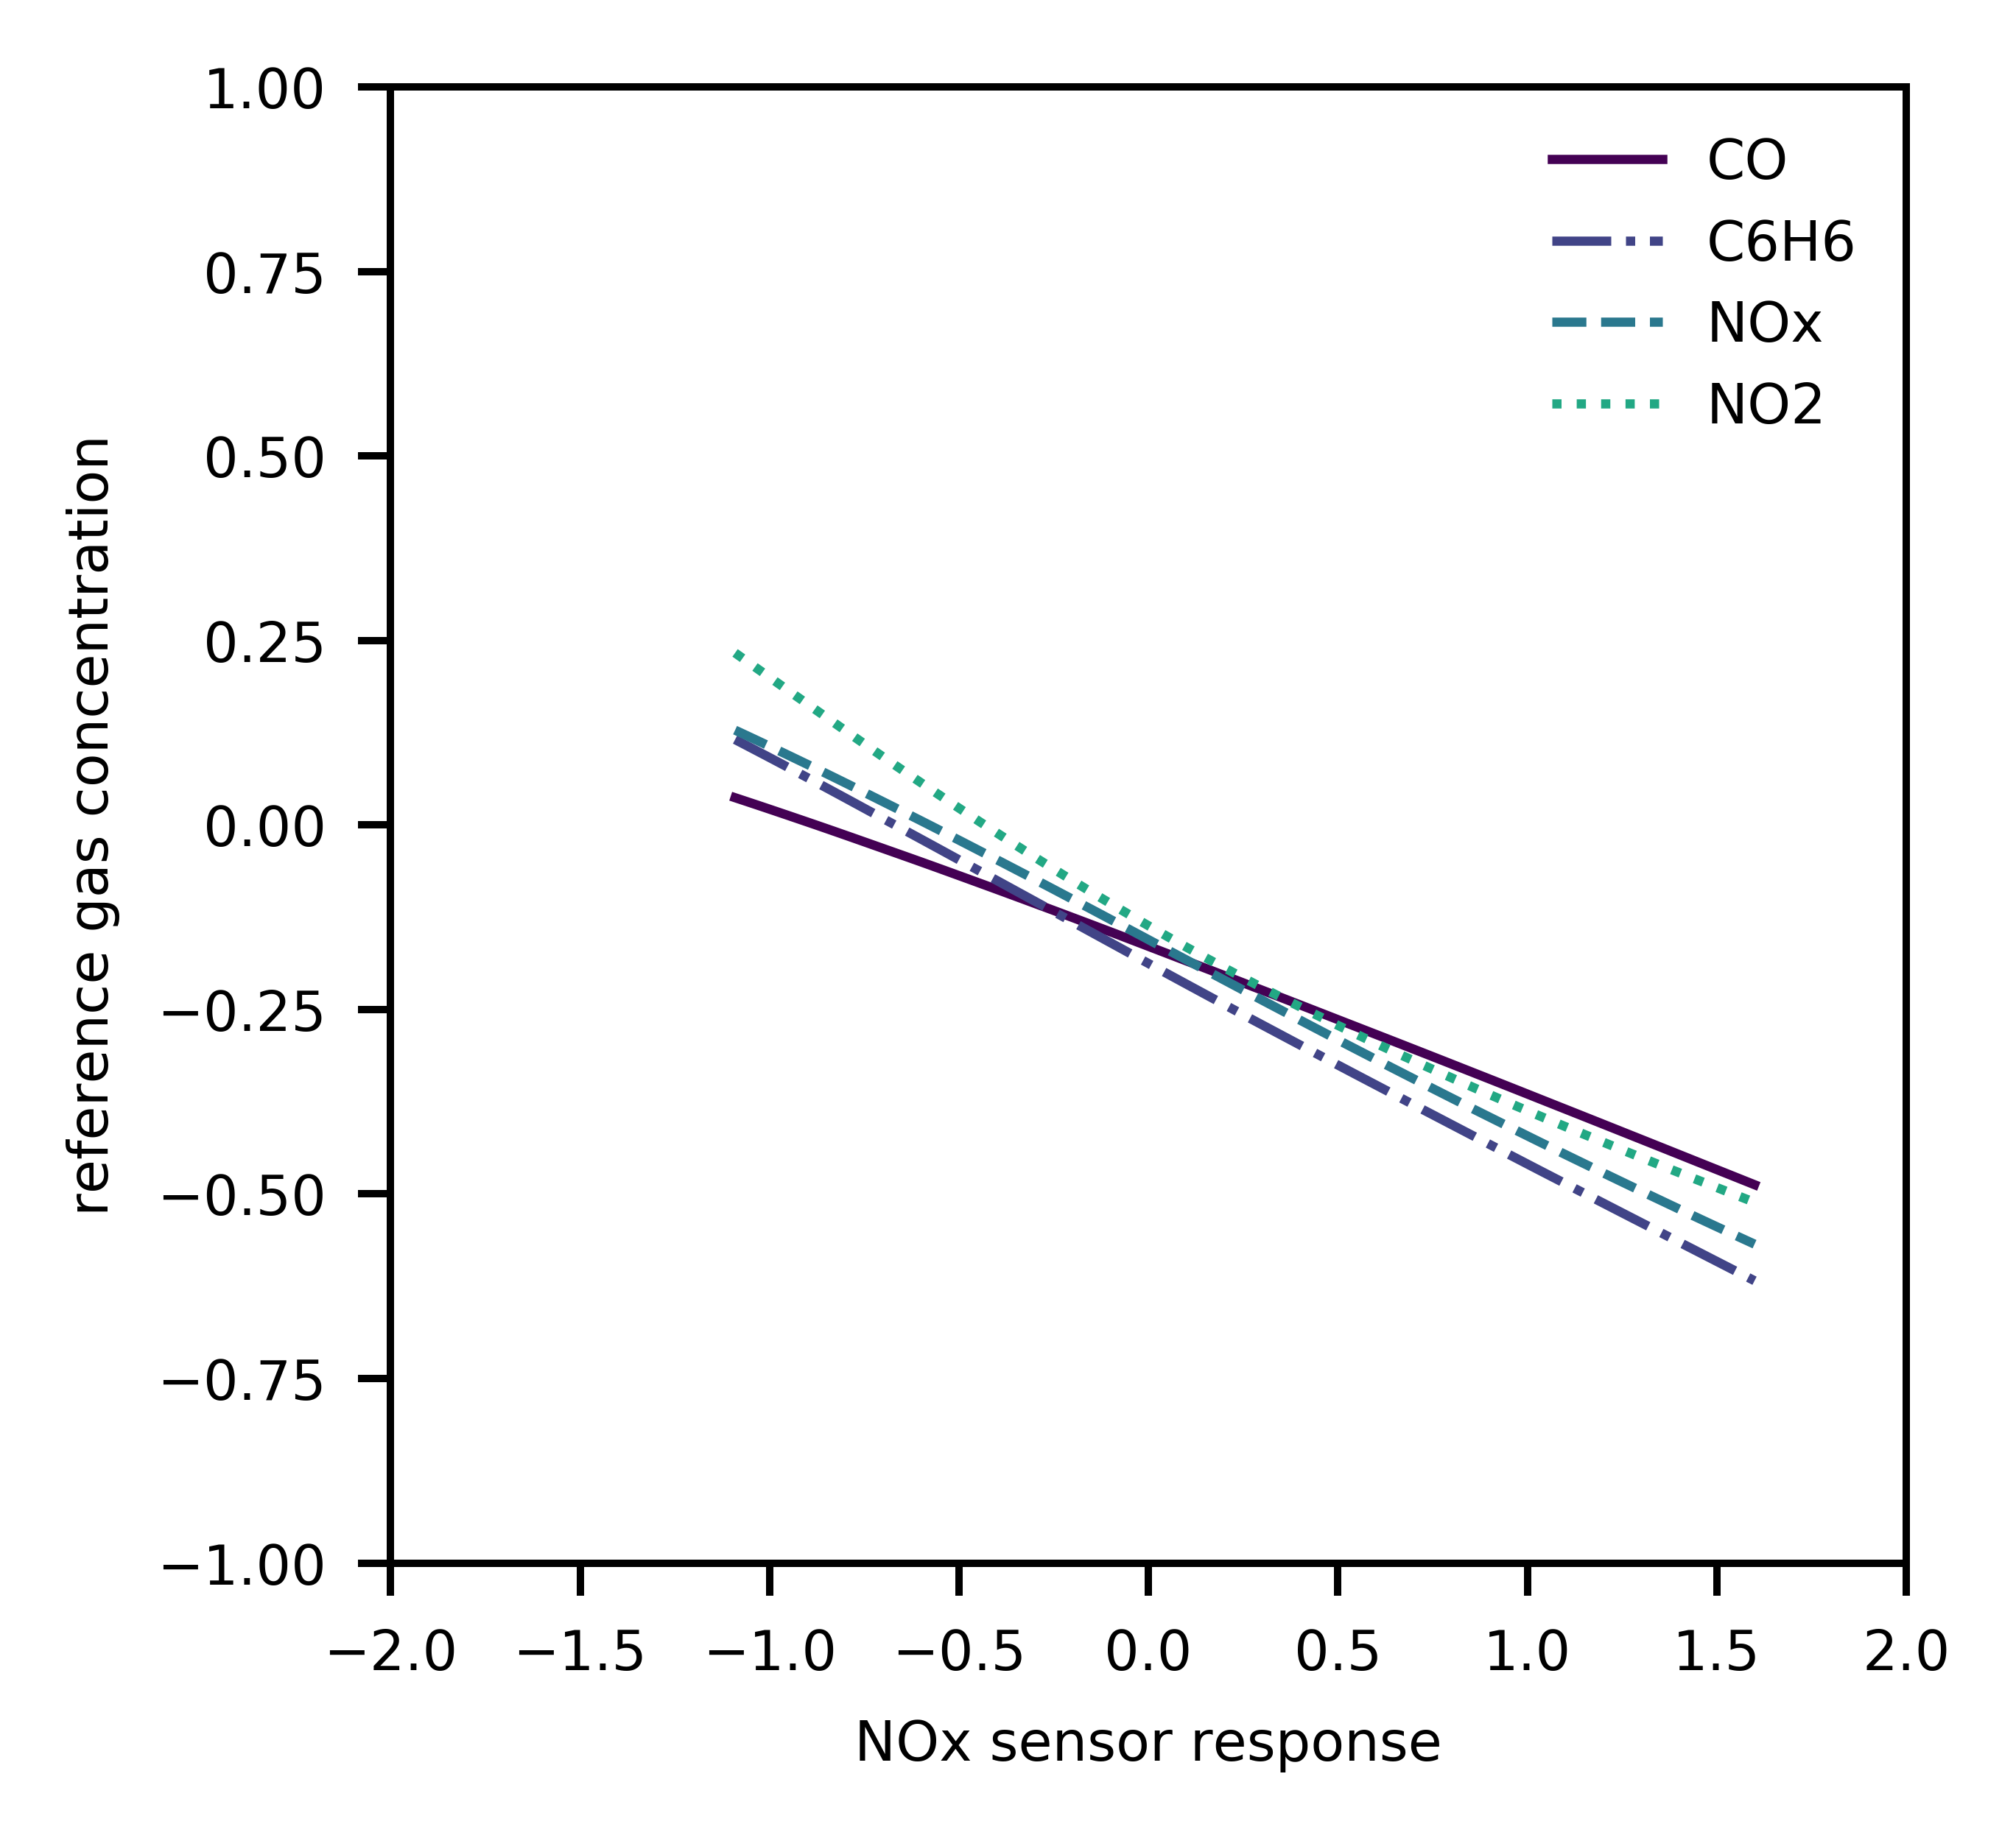 1.00
0.75
0.50
0.25
0.00
−0.25
−0.50
−0.75
−1.00
reference gas concentration
CO
C6H6
NOx
NO2
−2.0 −1.5 −1.0 −0.5 0.0 0.5 1.0 1.5 2.0
NOx sensor response